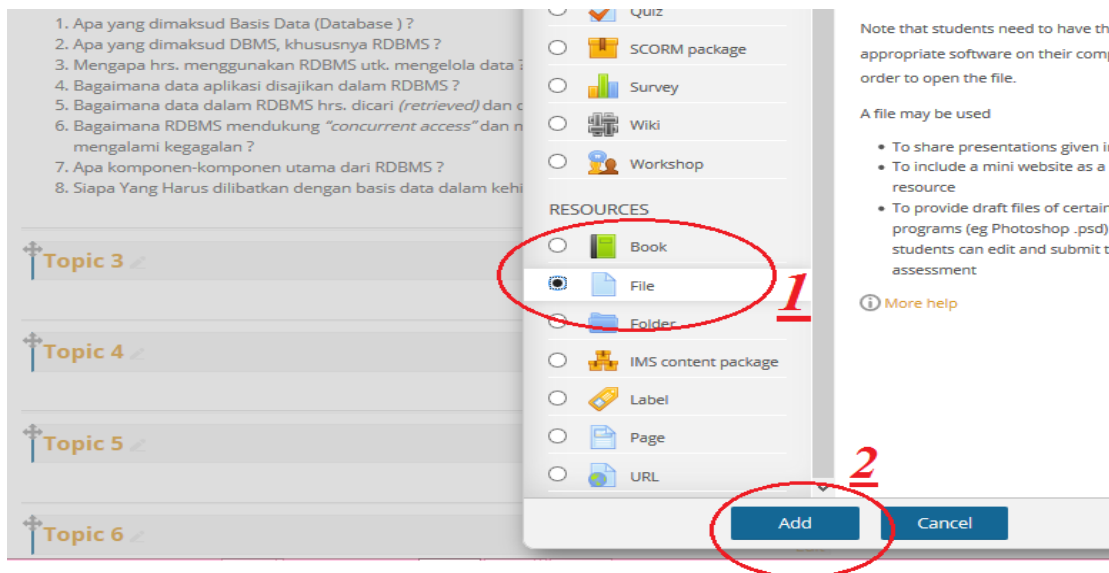 1. Apa yang dimaksud Basis Data (Database ) ?
2. Apa yang dimaksud DBMS, khususnya RDBMS ?
3. Mengapa hrs. menggunakan RDBMS utk. mengelola data ?
4. Bagaimana data aplikasi disajikan dalam RDBMS ?
5. Bagaimana data dalam RDBMS hrs. dicari (retrieved) dan
6. Bagaimana RDBMS mendukung “concurrent access” dan
mengalami kegagalan ?
7. Apa komponen-komponen utama dari RDBMS ?
8. Siapa Yang Harus dilibatkan dengan basis data dalam
Topic 3
Topic 4
Topic 5
Topic 6
Quiz
SCORM package
Survey
Wiki
Workshop
RESOURCES
Book
File
Folder
IMS content package
Label
Page
URL
1
2
Add
Cancel
Note that students need to have
appropriate software on their
order to open the file.
A file may be used
• To share presentations given
• To include a mini website as a
resource
• To provide draft files of certain
programs (eg Photoshop .psd)
students can edit and submit
assessment
More help